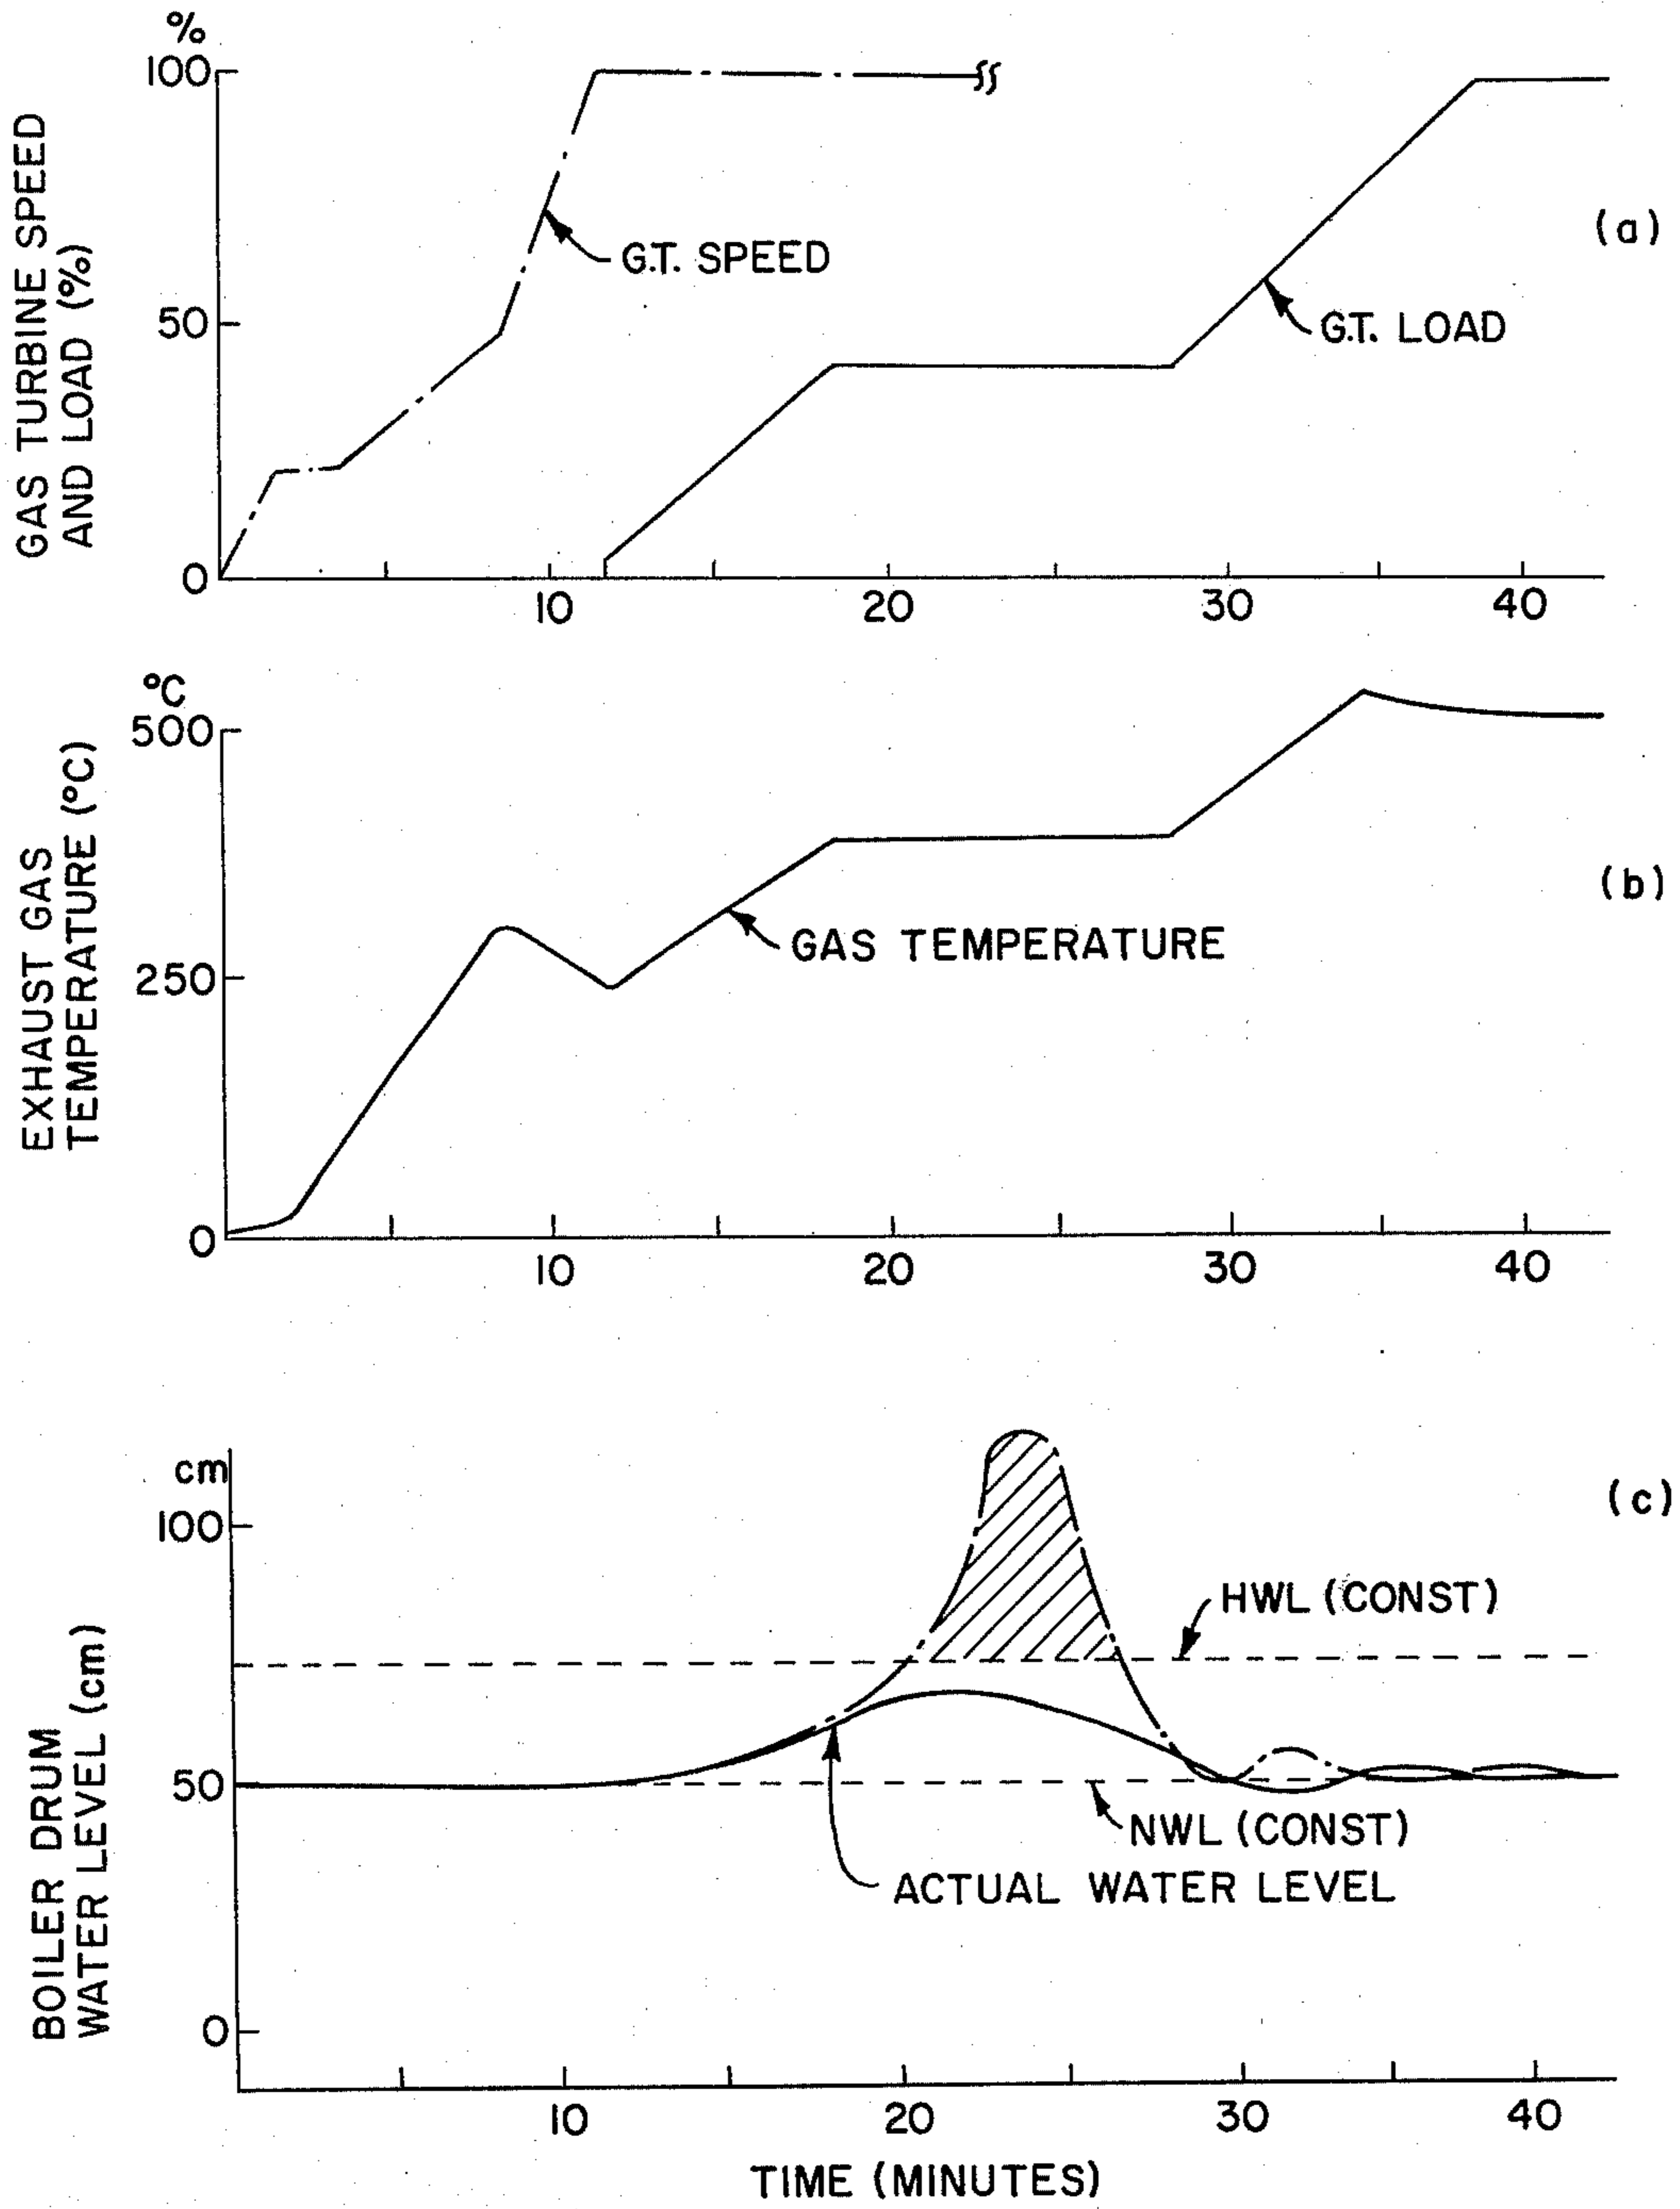 %
100
50
0
GAS TURBINE SPEED
AND LOAD (%)
G.T. SPEED
G.T. LOAD
(a)
10 20 30 40
°C
500
250
0
EXHAUST GAS
TEMPERATURE (°C)
GAS TEMPERATURE
(b)
10 20 30 40
cm
100
50
0
BOILER DRUM
WATER LEVEL (cm)
(c)
HWL (CONST)
NWL (CONST)
ACTUAL WATER LEVEL
10 20 30 40
TIME (MINUTES)